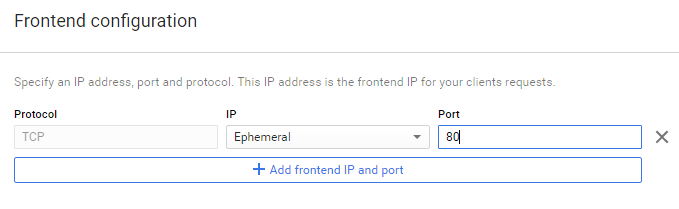 Frontend configuration
Specify an IP address, port and protocol. This IP address is the frontend IP for your clients requests.
Protocol IP Port
TCP Ephemeral 80
+ Add frontend IP and port